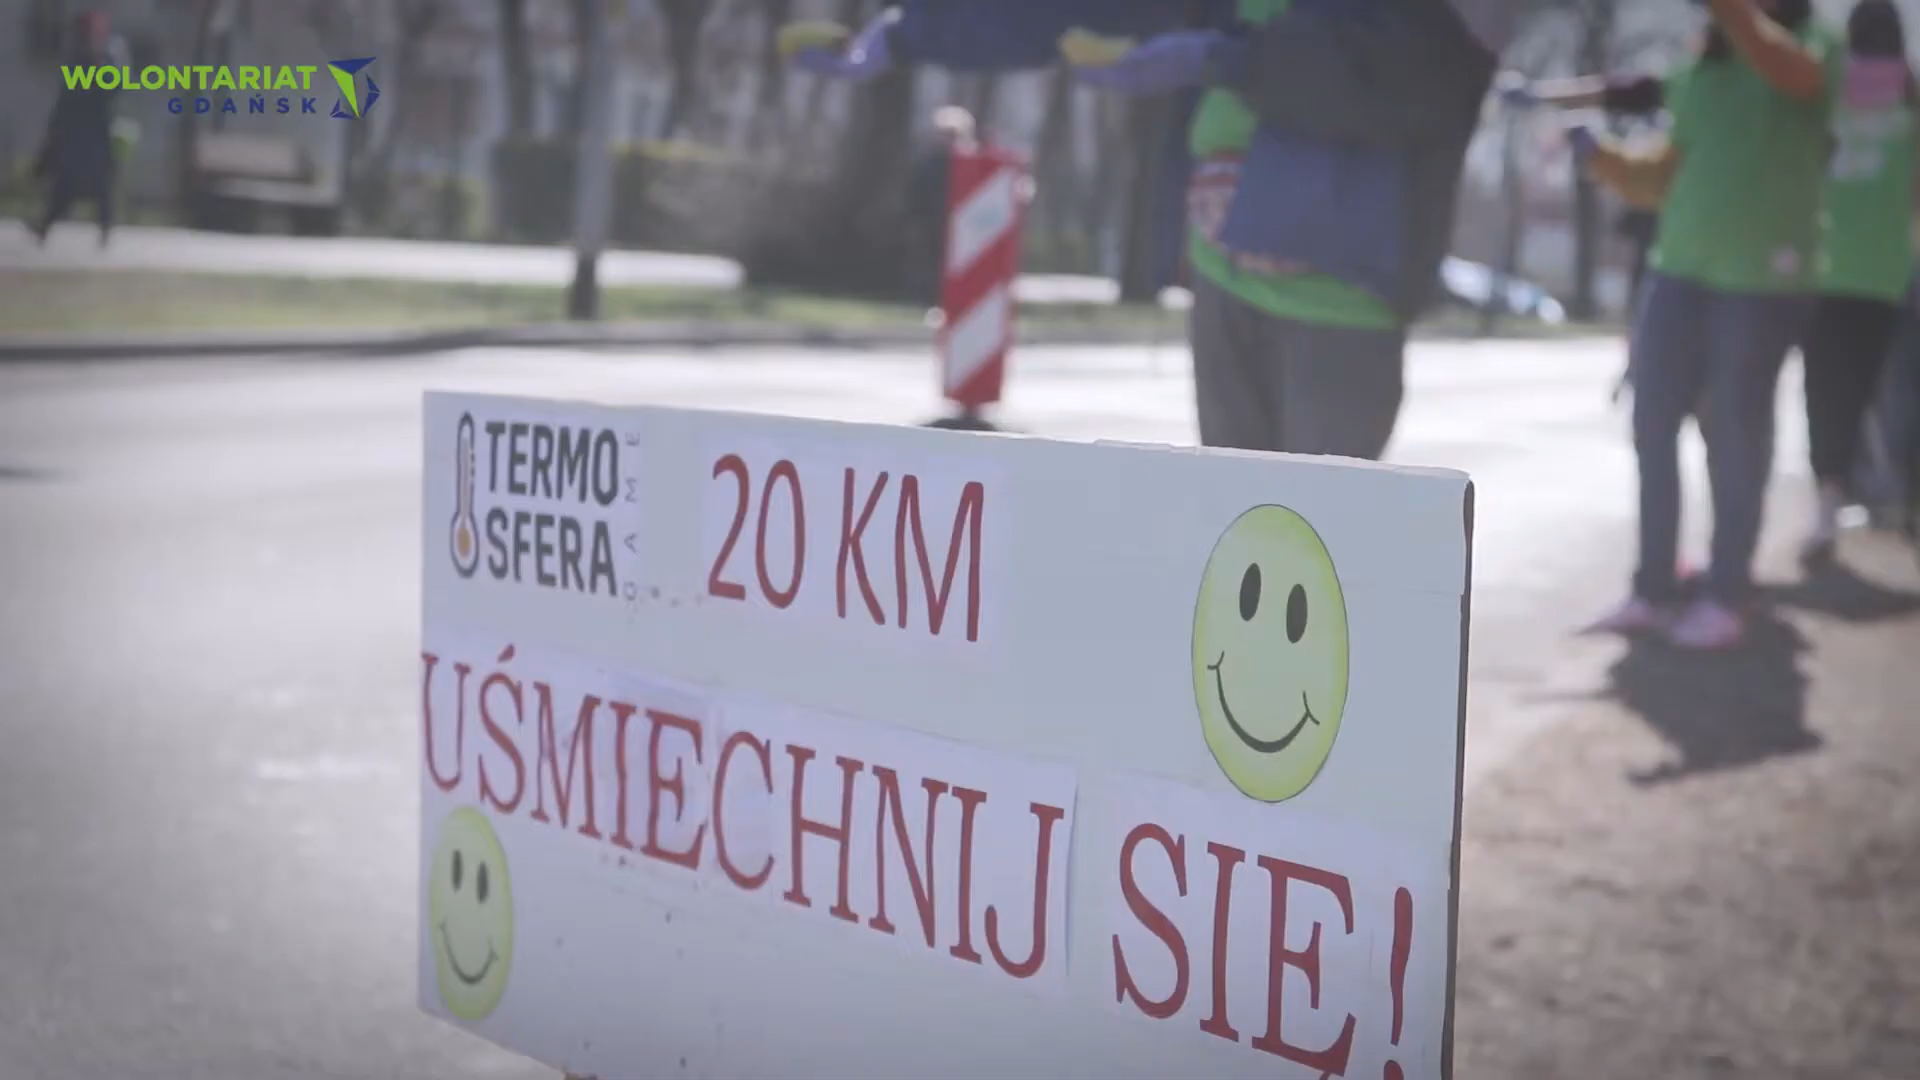 WOLONTARIAT
GDAŃSK
TERMO
SFERA
GAME
20 KM
UŚMIECHNIJ SIĘ!